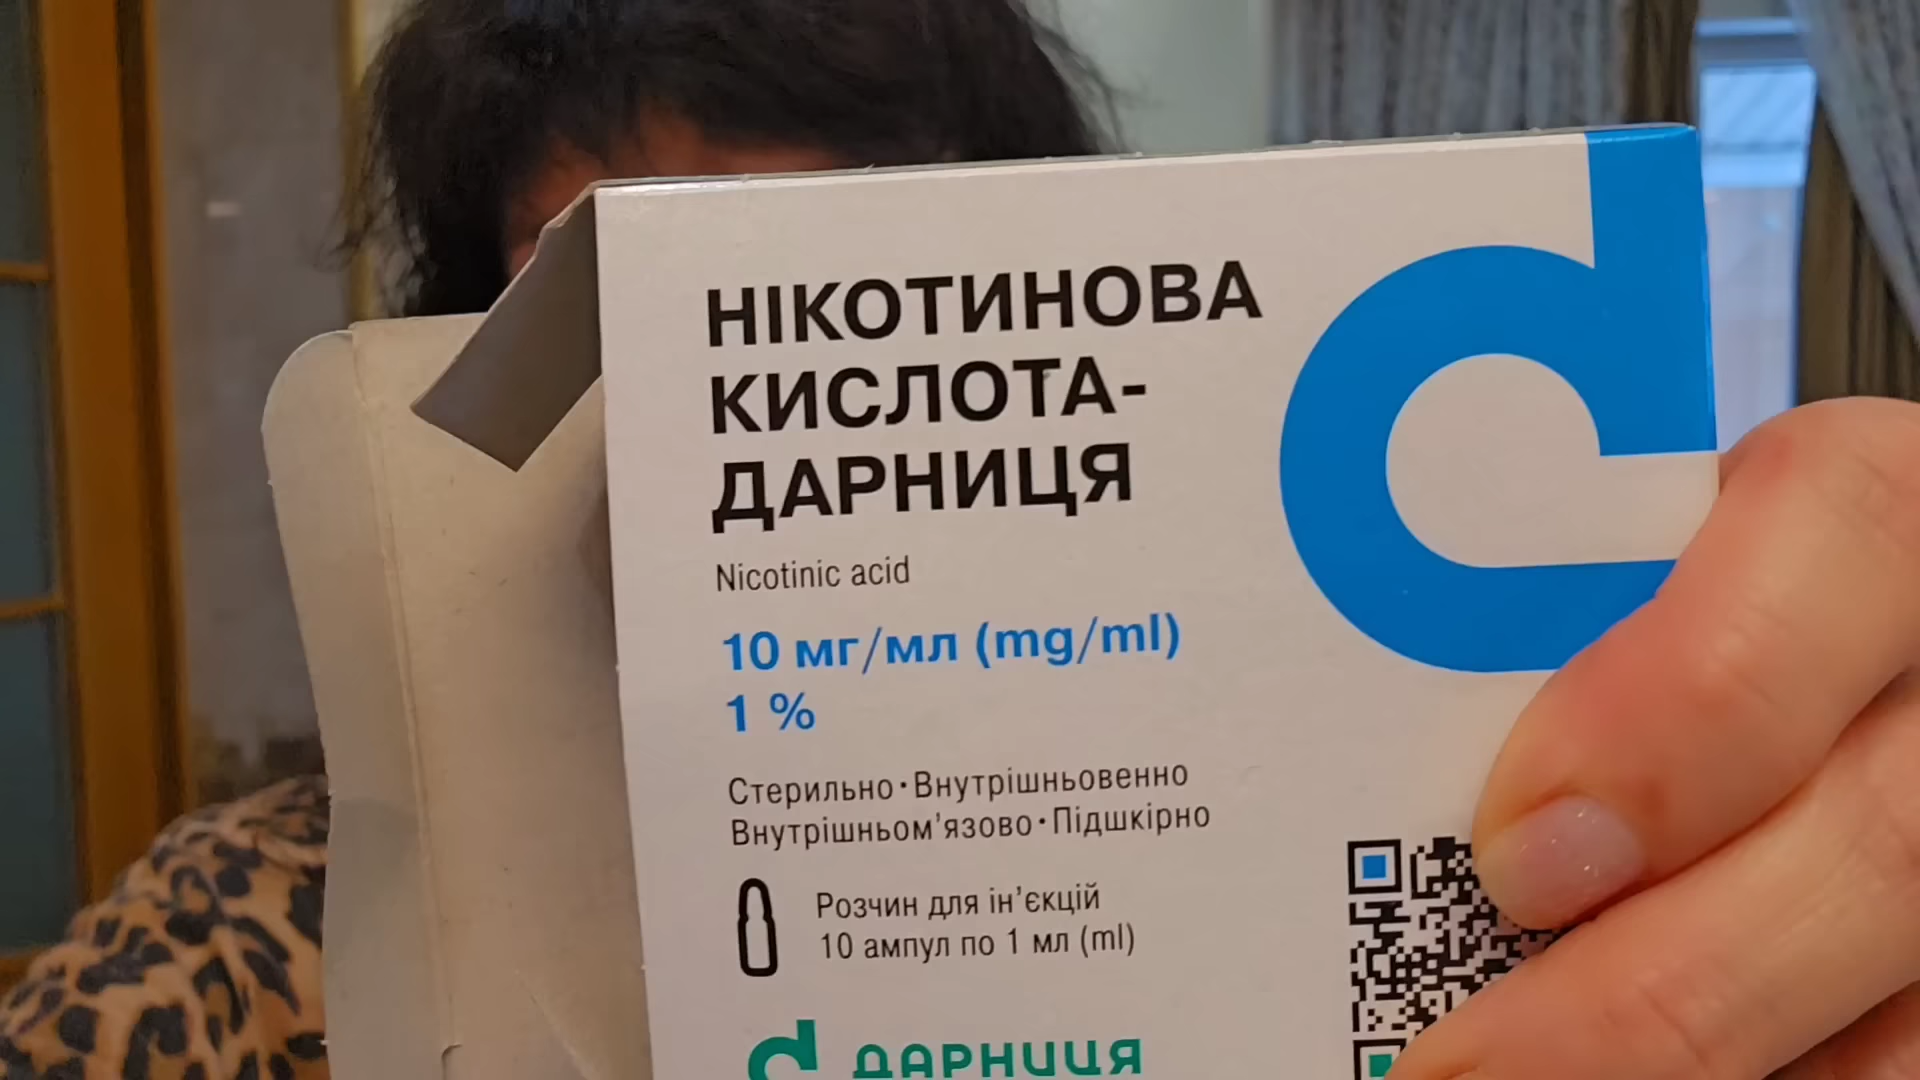 НІКОТИНОВА
КИСЛОТА-
ДАРНИЦЯ
Nicotinic acid
10 мг/мл (mg/ml)
1 %
Стерильно·Внутрішньовенно
Внутрішньом'язово·Підшкірно
Розчин для ін'єкцій
10 ампул по 1 мл (ml)
ДАРНИЦЯ